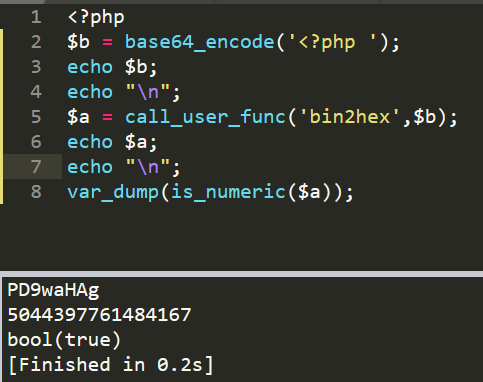 1 <?php
2 $b = base64_encode('<?php ');
3 echo $b;
4 echo "\n";
5 $a = call_user_func('bin2hex',$b);
6 echo $a;
7 echo "\n";
8 var_dump(is_numeric($a));
PD9waHAg
5044397761484167
bool(true)
[Finished in 0.2s]